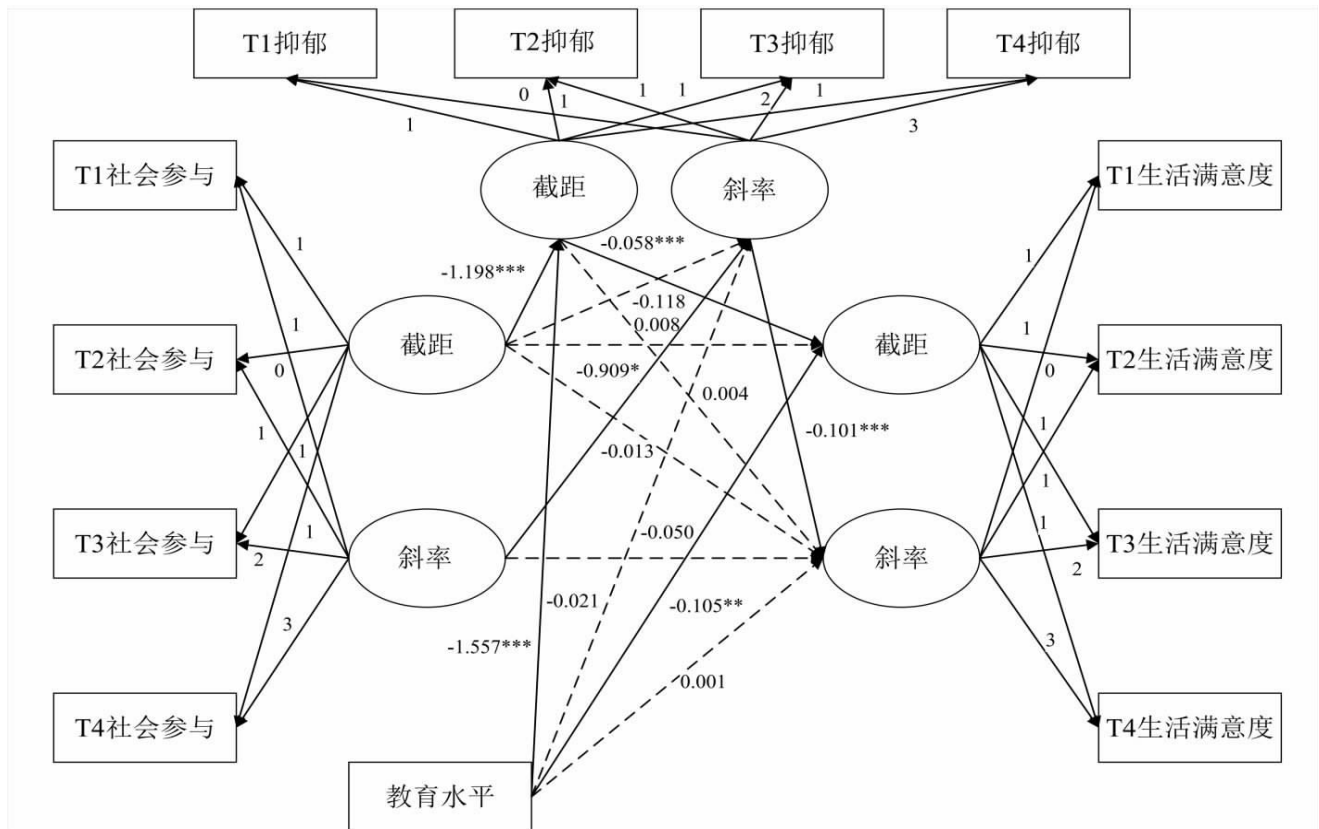 T1抑郁
T2抑郁
T3抑郁
T4抑郁
0
1
1
1
2
1
1
3
截距
斜率
T1社会参与
T1生活满意度
1
-0.058***
1
-1.198***
-0.118
0.008
1
截距
截距
1
T2社会参与
T2生活满意度
0
0
-0.909*
0.004
1
-0.101***
1
1
-0.013
1
T3社会参与
1
-0.050
1
T3生活满意度
2
斜率
斜率
2
-0.021
-0.105**
3
-1.557***
3
0.001
T4社会参与
T4生活满意度
教育水平